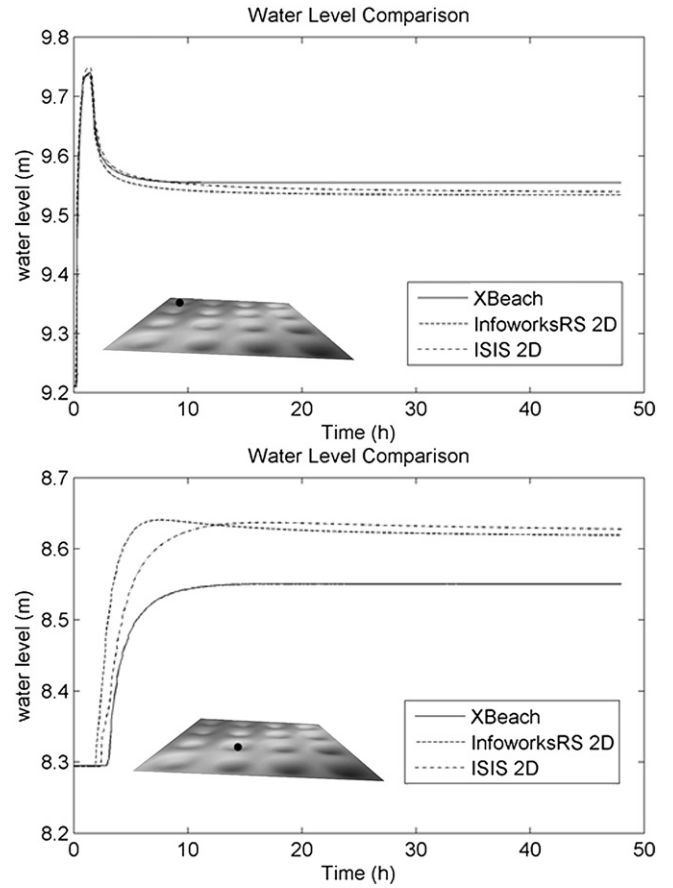 Water Level Comparison
9.8
9.7
9.6
9.5
9.4
9.3
9.2
water level (m)
XBeach
InfoworksRS 2D
ISIS 2D
0 10 20 30 40 50
Time (h)
Water Level Comparison
8.7
8.6
8.5
8.4
8.3
8.2
water level (m)
XBeach
InfoworksRS 2D
ISIS 2D
0 10 20 30 40 50
Time (h)